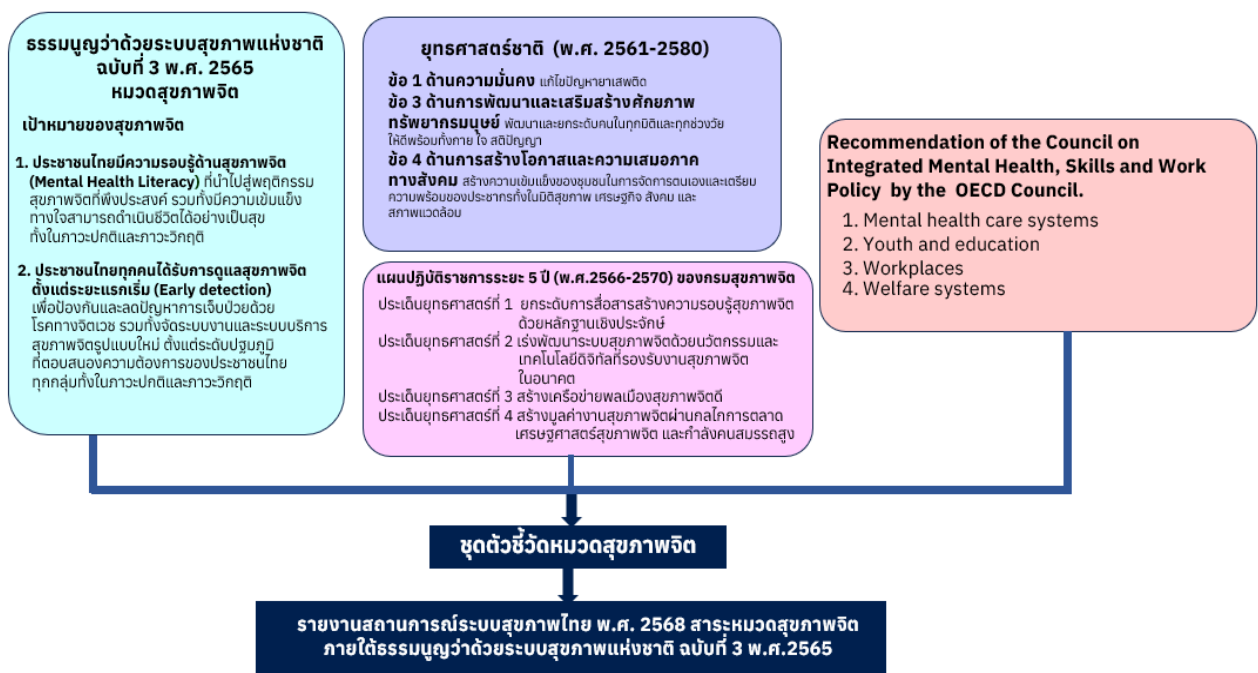 ธรรมนูญว่าด้วยระบบสุขภาพแห่งชาติ
ฉบับที่ 3 พ.ศ. 2565
หมวดสุขภาพจิต
เป้าหมายของสุขภาพจิต
1. ประชาชนไทยมีความรอบรู้ด้านสุขภาพจิต
(Mental Health Literacy) ที่นำไปสู่พฤติกรรม
สุขภาพจิตที่พึงประสงค์ รวมทั้งมีความเข้มแข็ง
ทางใจสามารถดำเนินชีวิตได้อย่างเป็นสุข
ทั้งในภาวะปกติและภาวะวิกฤติ
2. ประชาชนไทยทุกคนได้รับการดูแลสุขภาพจิต
ตั้งแต่ระยะแรกเริ่ม (Early detection)
เพื่อป้องกันและลดปัญหาการเจ็บป่วยด้วย
โรคทางจิตเวช รวมทั้งจัดระบบงานและระบบบริการ
สุขภาพจิตรูปแบบใหม่ ตั้งแต่ระดับปฐมภูมิ
ที่ตอบสนองความต้องการของประชาชนไทย
ทุกกลุ่มทั้งในภาวะปกติและภาวะวิกฤติ
ยุทธศาสตร์ชาติ (พ.ศ. 2561-2580)
ข้อ 1 ด้านความมั่นคง แก้ไขปัญหายาเสพติด
ข้อ 3 ด้านการพัฒนาและเสริมสร้างศักยภาพ
ทรัพยากรมนุษย์ พัฒนาและยกระดับคนในทุกมิติและทุกช่วงวัย
ให้ดีพร้อมทั้งกาย ใจ สติปัญญา
ข้อ 4 ด้านการสร้างโอกาสและความเสมอภาค
ทางสังคม สร้างความเข้มแข็งของชุมชนในการจัดการตนเองและเตรียม
ความพร้อมของประชากรทั้งในมิติสุขภาพ เศรษฐกิจ สังคม และ
สภาพแวดล้อม
แผนปฏิบัติราชการระยะ 5 ปี (พ.ศ.2566-2570) ของกรมสุขภาพจิต
ประเด็นยุทธศาสตร์ที่ 1 ยกระดับการสื่อสารสร้างความรอบรู้สุขภาพจิต
ด้วยหลักฐานเชิงประจักษ์
ประเด็นยุทธศาสตร์ที่ 2 เร่งพัฒนาระบบสุขภาพจิตด้วยนวัตกรรมและ
เทคโนโลยีดิจิทัลที่รองรับงานสุขภาพจิต
ในอนาคต
ประเด็นยุทธศาสตร์ที่ 3 สร้างเครือข่ายพลเมืองสุขภาพจิตดี
ประเด็นยุทธศาสตร์ที่ 4 สร้างมูลค่างานสุขภาพจิตผ่านกลไกการตลาด
เศรษฐศาสตร์สุขภาพจิต และกำลังคนสมรรถสูง
Recommendation of the Council on
Integrated Mental Health, Skills and Work
Policy by the OECD Council.
1. Mental health care systems
2. Youth and education
3. Workplaces
4. Welfare systems
ชุดตัวชี้วัดหมวดสุขภาพจิต
รายงานสถานการณ์ระบบสุขภาพไทย พ.ศ. 2568 สาระหมวดสุขภาพจิต
ภายใต้ธรรมนูญว่าด้วยระบบสุขภาพแห่งชาติ ฉบับที่ 3 พ.ศ.2565